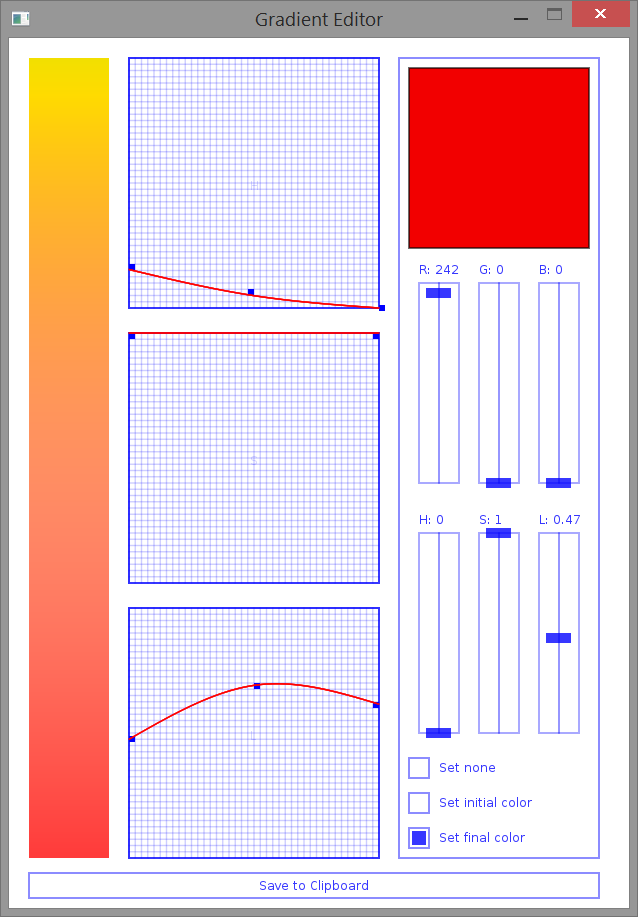 Gradient Editor
H
S
L
R: 242 G: 0 B: 0
H: 0 S: 1 L: 0.47
Set none
Set initial color
Set final color
Save to Clipboard